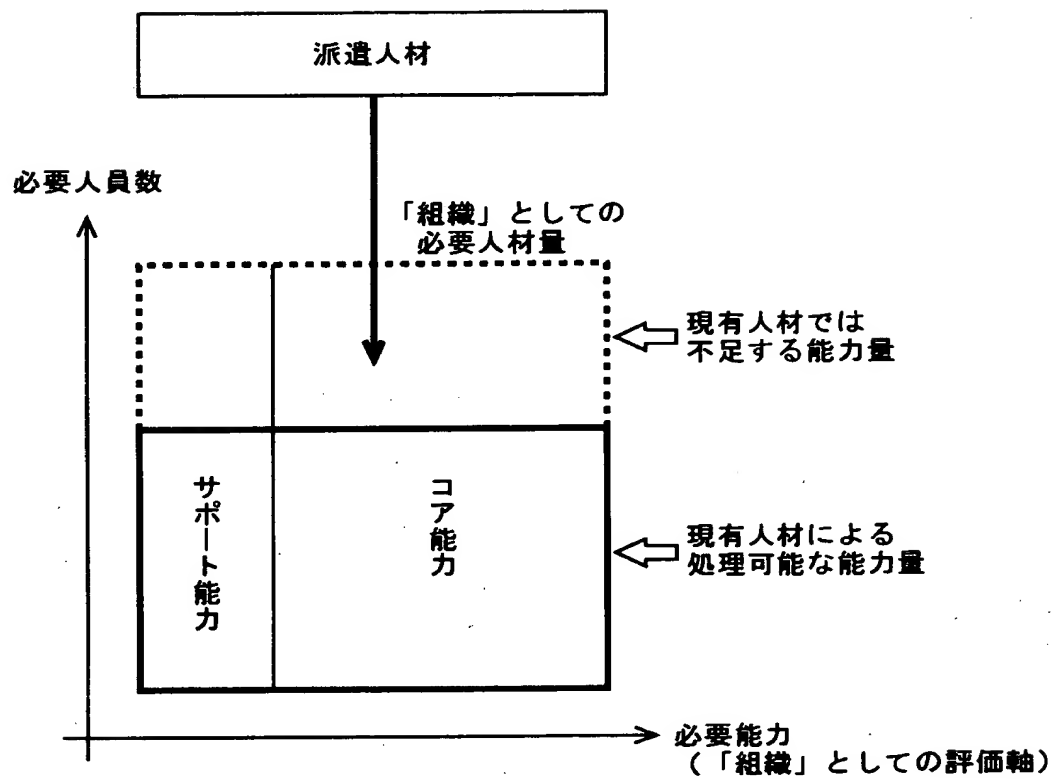 派遣人材
必要人員数
「組織」としての
必要人材量
現有人材では
不足する能力量
サポート能力
コア能力
現有人材による
処理可能な能力量
必要能力
（「組織」としての評価軸）